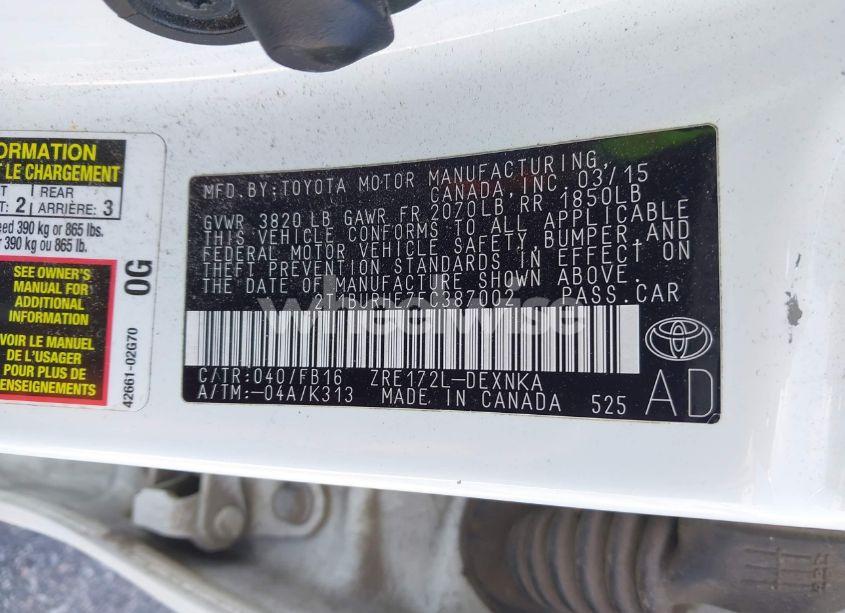 ORMATION
T LE CHARGEMENT
T REAR
T: 2 ARRIÈRE: 3
eed 390 kg or 865 lbs.
r 390 kg ou 865 lb.
SEE OWNER'S
MANUAL FOR
ADDITIONAL
INFORMATION
VOIR LE MANUEL
DE L'USAGER
POUR PLUS DE
RENSEIGNEMENTS
0G
42661-02G70
MFD.BY:TOYOTA MOTOR MANUFACTURING,
CANADA,INC. 03/15
GVWR 3820 LB GAWR FR 2070LB,RR 1850LB
THIS VEHICLE CONFORMS TO ALL APPLICABLE
FEDERAL MOTOR VEHICLE SAFETY,BUMPER,AND
THEFT PREVENTION STANDARDS IN EFFECT ON
THE DATE OF MANUFACTURE SHOWN ABOVE.
PASS.CAR
wheelwise
C/TR:040/FB16 ZRE172L-DEXNKA
A/TM:-04A/K313 MADE IN CANADA 525
AD